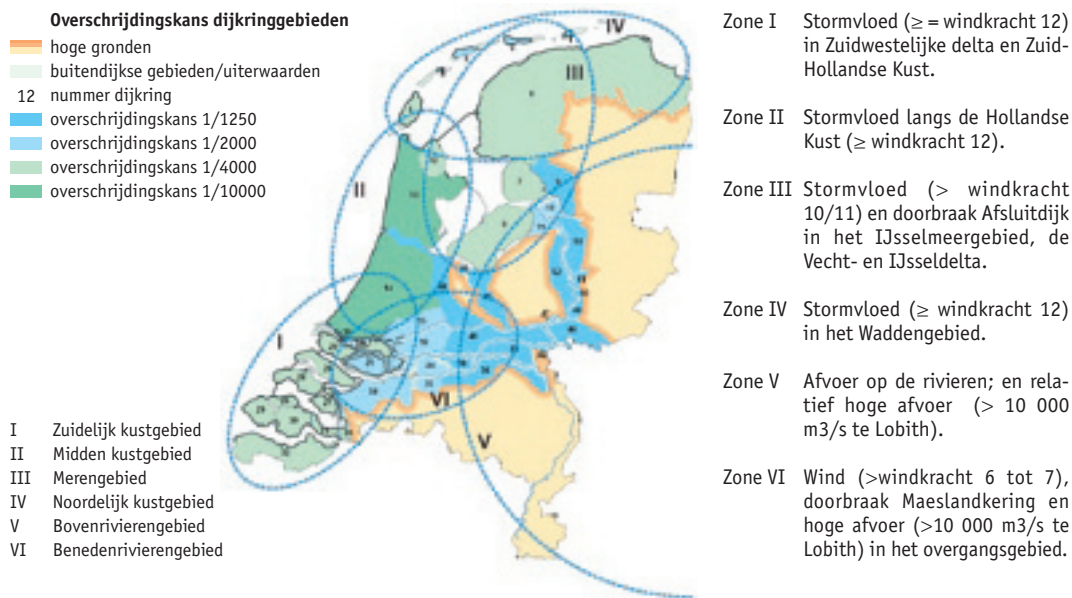 Overschrijdingskans dijkringgebieden
hoge gronden
buitendijkse gebieden/uiterwaarden
12 nummer dijkring
overschrijdingskans 1/1250
overschrijdingskans 1/2000
overschrijdingskans 1/4000
overschrijdingskans 1/10000
I Zuidelijk kustgebied
II Midden kustgebied
III Merengebied
IV Noordelijk kustgebied
V Bovenrivierengebied
VI Benedenrivierengebied
IV
III
II
I
VI
V
Zone I Stormvloed (≥ = windkracht 12)
in Zuidwestelijke delta en Zuid-
Hollandse Kust.
Zone II Stormvloed langs de Hollandse
Kust (≥ windkracht 12).
Zone III Stormvloed (> windkracht
10/11) en doorbraak Afsluitdijk
in het IJsselmeergebied, de
Vecht- en IJsseldelta.
Zone IV Stormvloed (≥ windkracht 12)
in het Waddengebied.
Zone V Afvoer op de rivieren; en rela-
tief hoge afvoer (> 10 000
m3/s te Lobith).
Zone VI Wind (>windkracht 6 tot 7),
doorbraak Maeslandkering en
hoge afvoer (>10 000 m3/s te
Lobith) in het overgangsgebied.